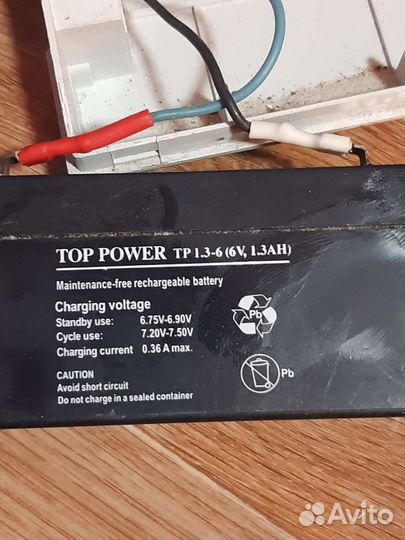 TOP POWER TP 1.3-6 (6V, 1.3AH)
Maintenance-free rechargeable battery
Charging voltage
Standby use: 6.75V-6.90V
Cycle use: 7.20V-7.50V
Charging current 0.36 A max.
Pb
CAUTION
Avoid short circuit
Do not charge in a sealed container
Pb
Avito